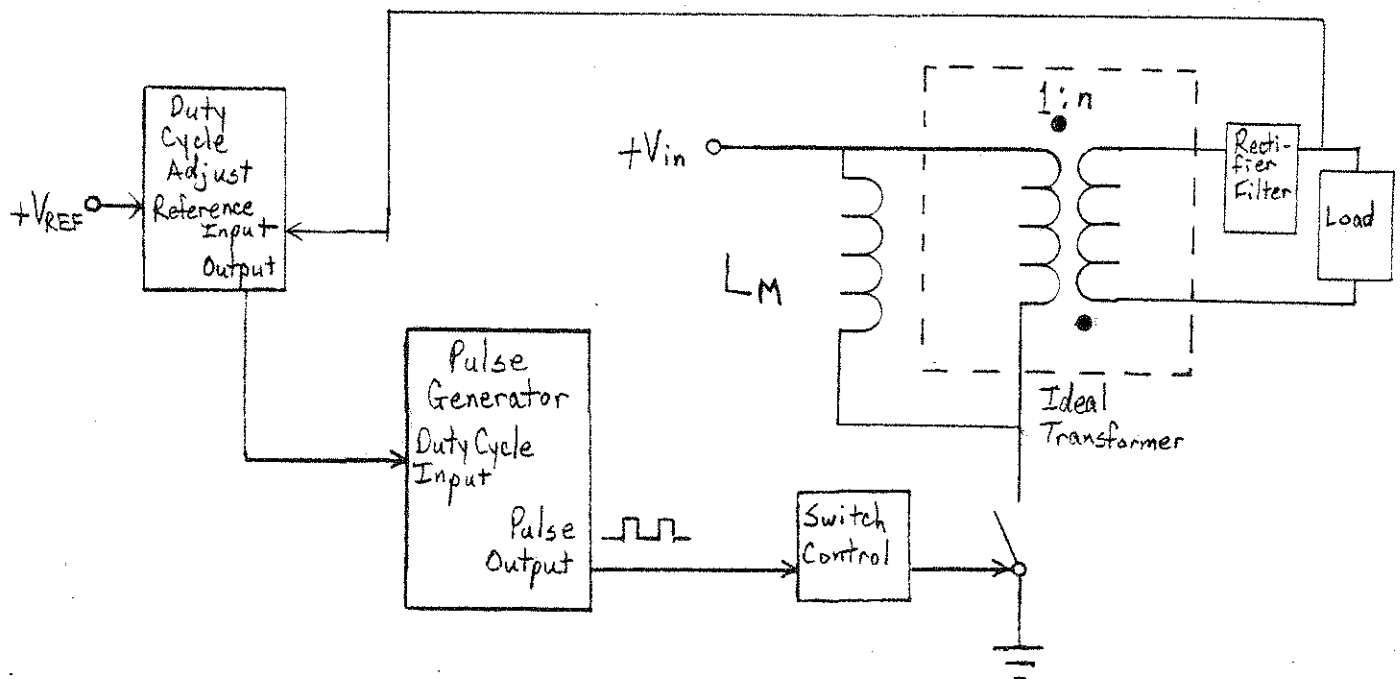 Duty
Cycle
Adjust
+VREF
Reference
Input
Output
Pulse
Generator
Duty Cycle
Input
Pulse
Output
Switch
Control
+Vin
LM
1:n
Ideal
Transformer
Recti-
fier
Filter
Load